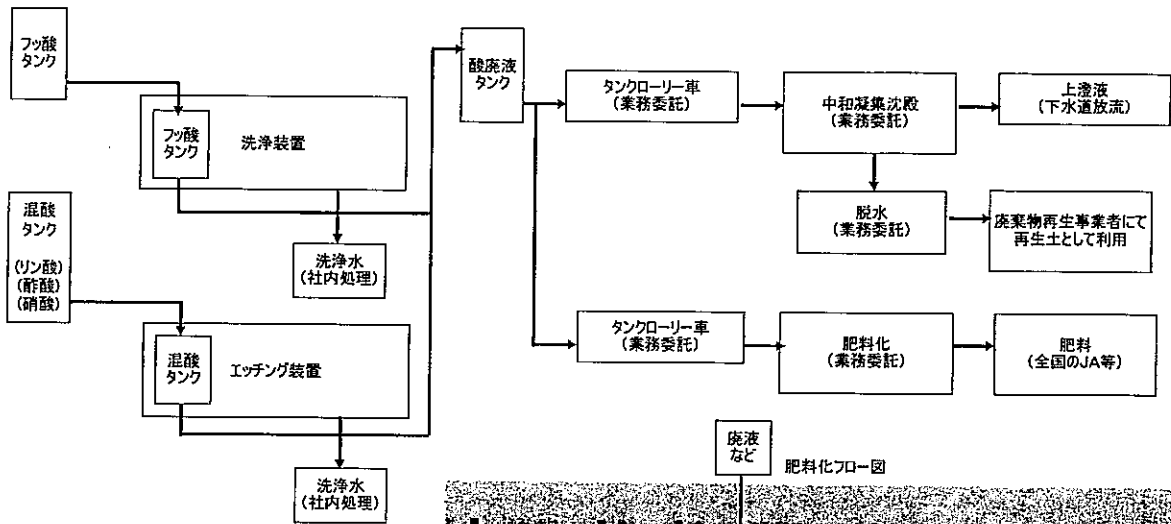 フッ酸
タンク
フッ酸
タンク
洗浄装置
洗浄水
(社内処理)
混酸
タンク
(リン酸)
(酢酸)
(硝酸)
混酸
タンク
エッチング装置
洗浄水
(社内処理)
酸廃液
タンク
タンクローリー車
(業務委託)
中和凝集沈殿
(業務委託)
上澄液
(下水道放流)
脱水
(業務委託)
廃棄物再生事業者にて
再生土として利用
タンクローリー車
(業務委託)
肥料化
(業務委託)
肥料
(全国のJA等)
廃液
など
肥料化フロー図